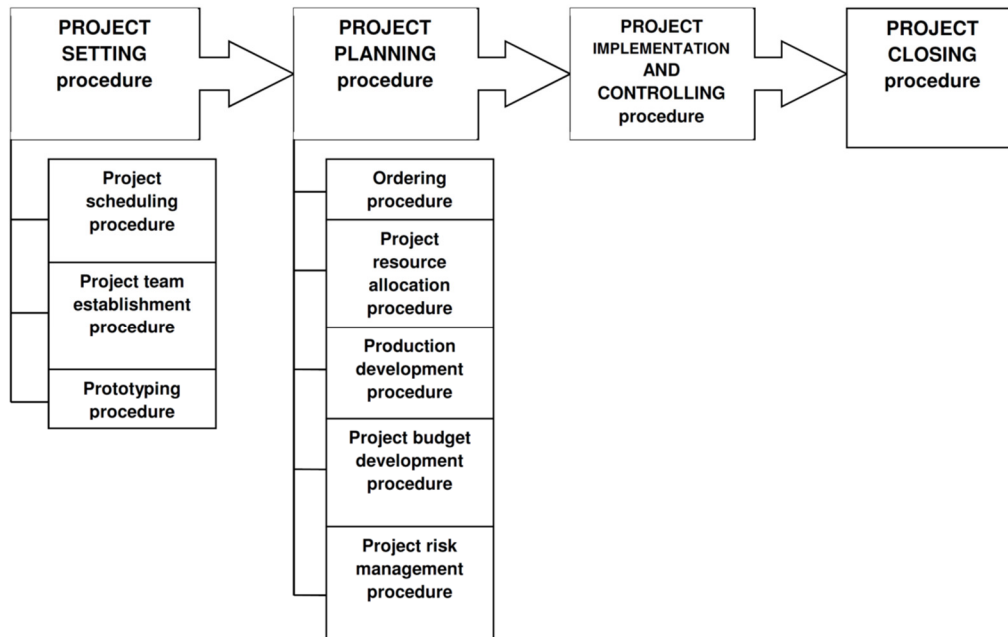 PROJECT
SETTING
procedure
PROJECT
PLANNING
procedure
PROJECT
IMPLEMENTATION
AND
CONTROLLING
procedure
PROJECT
CLOSING
procedure
Project
scheduling
procedure
Project team
establishment
procedure
Prototyping
procedure
Ordering
procedure
Project
resource
allocation
procedure
Production
development
procedure
Project budget
development
procedure
Project risk
management
procedure